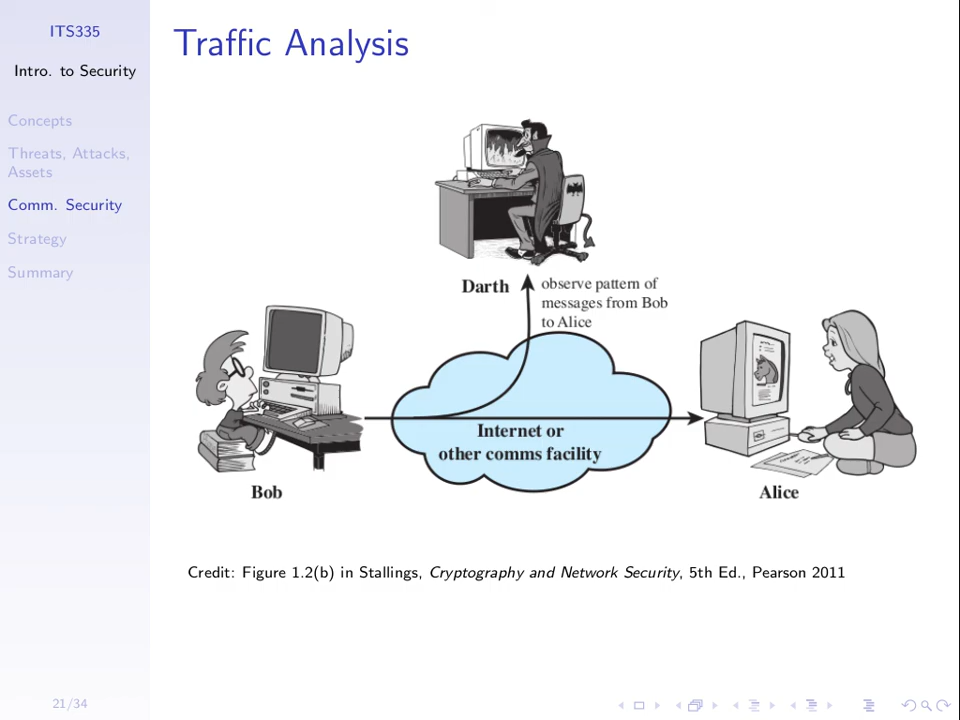 ITS335
Intro. to Security
Concepts
Threats, Attacks,
Assets
Comm. Security
Strategy
Summary
Traffic Analysis
Darth
observe pattern of
messages from Bob
to Alice
Internet or
other comms facility
Bob
Alice
Credit: Figure 1.2(b) in Stallings, Cryptography and Network Security, 5th Ed., Pearson 2011
21/34